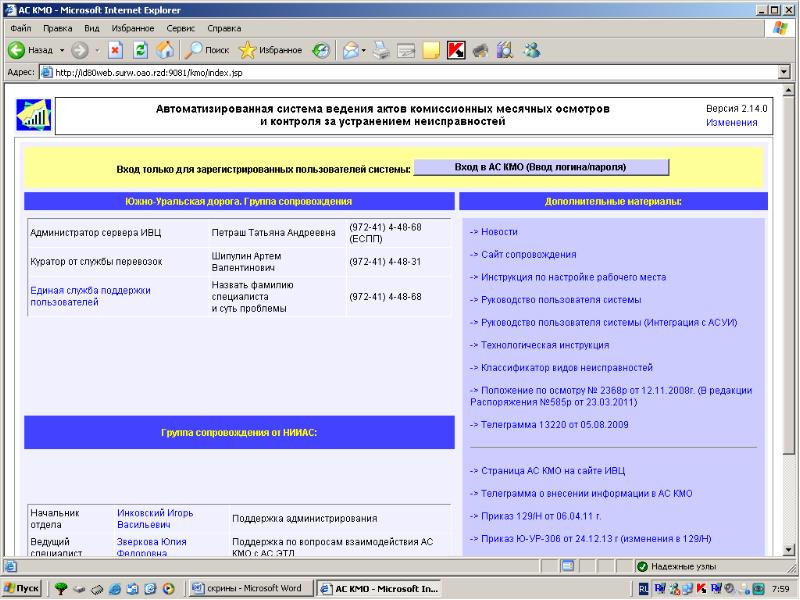 АС КМО - Microsoft Internet Explorer
Файл Правка Вид Избранное Сервис Справка
Назад Поиск Избранное
Адрес: http://id80web.surw.oao.rzd:9081/kmo/index.jsp
Автоматизированная система ведения актов комиссионных месячных осмотров
и контроля за устранением неисправностей
Версия 2.14.0
Изменения
Вход только для зарегистрированных пользователей системы: Вход в АС КМО (Ввод логина/пароля)
Южно-Уральская дорога. Группа сопровождения
Администратор сервера ИВЦ Петраш Татьяна Андреевна (972-41) 4-48-68
(ЕСПП)
Куратор от службы перевозок Шипулин Артем
Валентинович (972-41) 4-48-31
Единая служба поддержки
пользователей Назвать фамилию
специалиста
и суть проблемы (972-41) 4-48-68
Группа сопровождения от НИИАС:
Начальник
отдела Инковский Игорь
Васильевич Поддержка администрирования
Ведущий
специалист Зверкова Юлия
Федоровна Поддержка по вопросам взаимодействия АС
КМО с АС ЭТД
Дополнительные материалы:
-> Новости
-> Сайт сопровождения
-> Инструкция по настройке рабочего места
-> Руководство пользователя системы
-> Руководство пользователя системы (Интеграция с АСУИ)
-> Технологическая инструкция
-> Классификатор видов неисправностей
-> Положение по осмотру № 2368р от 12.11.2008г. (В редакции
Распоряжения №585р от 23.03.2011)
-> Телеграмма 13220 от 05.08.2009
-> Страница АС КМО на сайте ИВЦ
-> Телеграмма о внесении информации в АС КМО
-> Приказ 129/Н от 06.04.11 г.
-> Приказ Ю-УР-306 от 24.12.13 г (изменения в 129/Н)
Надежные узлы
Пуск скрины - Microsoft Word АС КМО - Microsoft In... RL 7:59